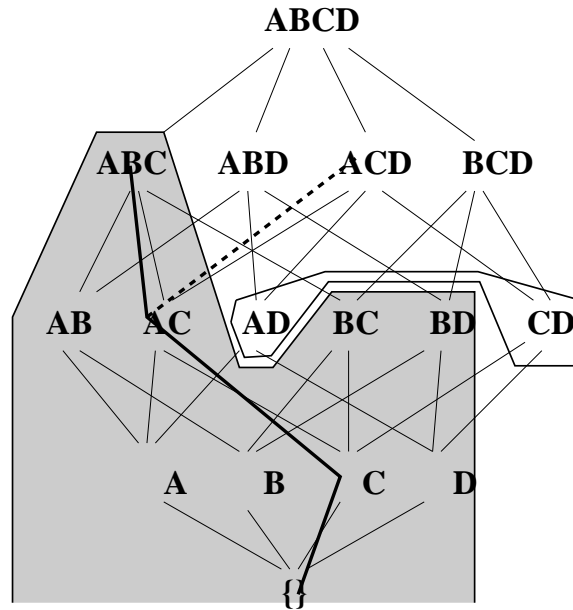 ABCD
ABC ABD ACD BCD
AB AC AD BC BD CD
A B C D
{}